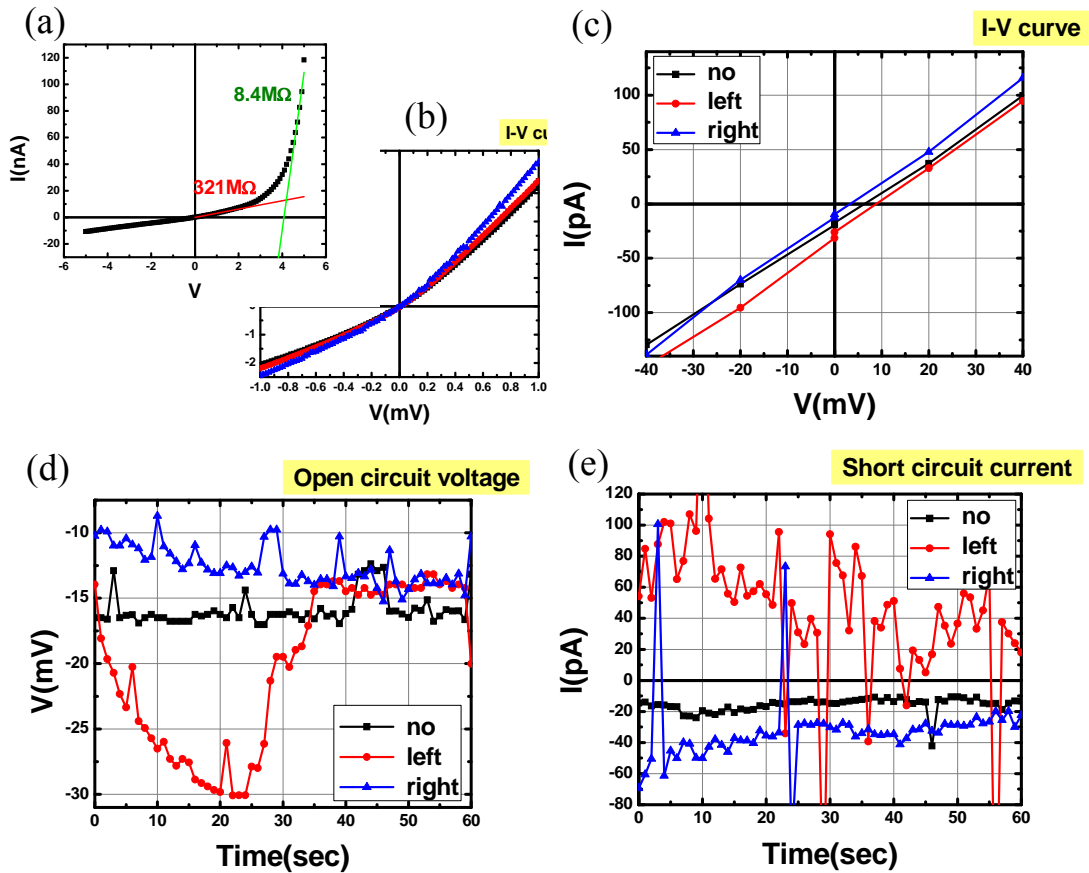 (a)
I(nA)
120
100
80
60
40
20
0
-20
8.4MΩ
321MΩ
-6 -4 -2 0 2 4 6
V
(b)
I-V cu
0
-1
-2
-1.0 -0.8 -0.6 -0.4 -0.2 0.0 0.2 0.4 0.6 0.8 1.0
V(mV)
(c)
I-V curve
no
left
right
I(pA)
100
50
0
-50
-100
-40 -30 -20 -10 0 10 20 30 40
V(mV)
(d)
Open circuit voltage
V(mV)
-10
-15
-20
-25
-30
no
left
right
0 10 20 30 40 50 60
Time(sec)
(e)
Short circuit current
no
left
right
I(pA)
120
100
80
60
40
20
0
-20
-40
-60
-80
0 10 20 30 40 50 60
Time(sec)